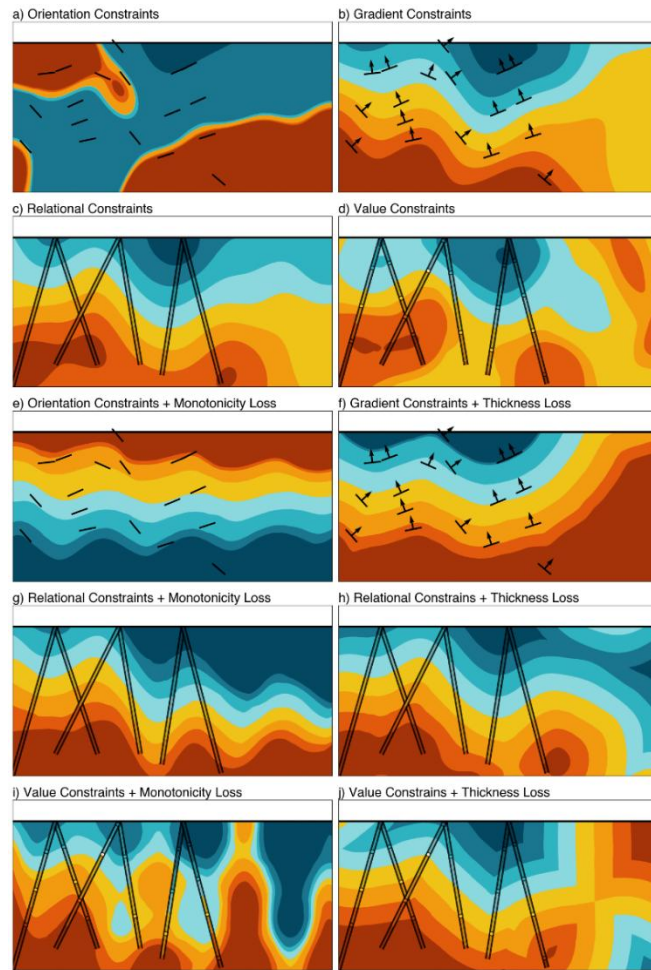 a) Orientation Constraints
b) Gradient Constraints
c) Relational Constraints
d) Value Constraints
e) Orientation Constraints + Monotonicity Loss
f) Gradient Constraints + Thickness Loss
g) Relational Constraints + Monotonicity Loss
h) Relational Constrains + Thickness Loss
i) Value Constraints + Monotonicity Loss
j) Value Constrains + Thickness Loss